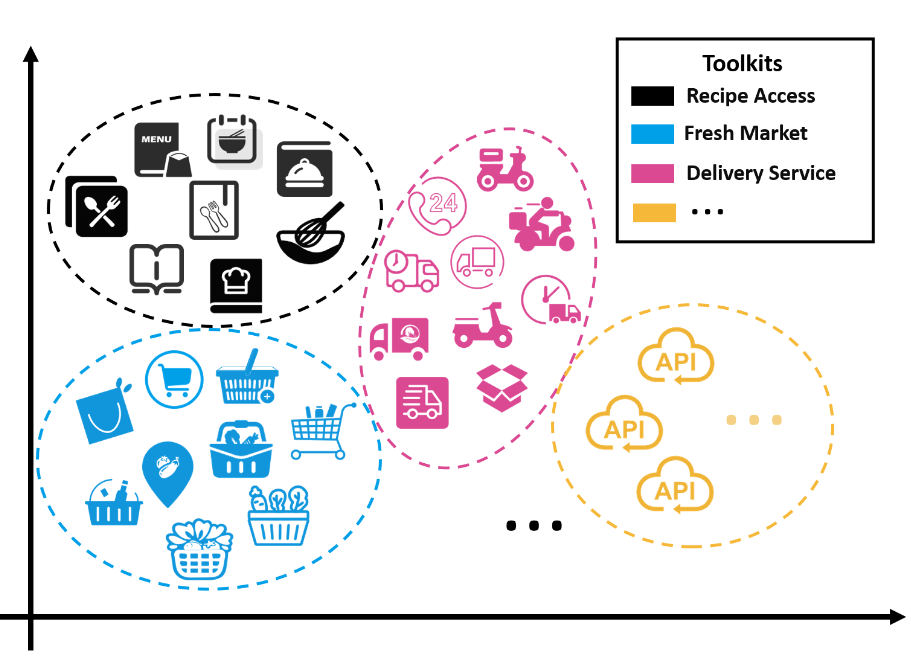 Toolkits
Recipe Access
Fresh Market
Delivery Service
...
MENU
24
API
...
API
API
...